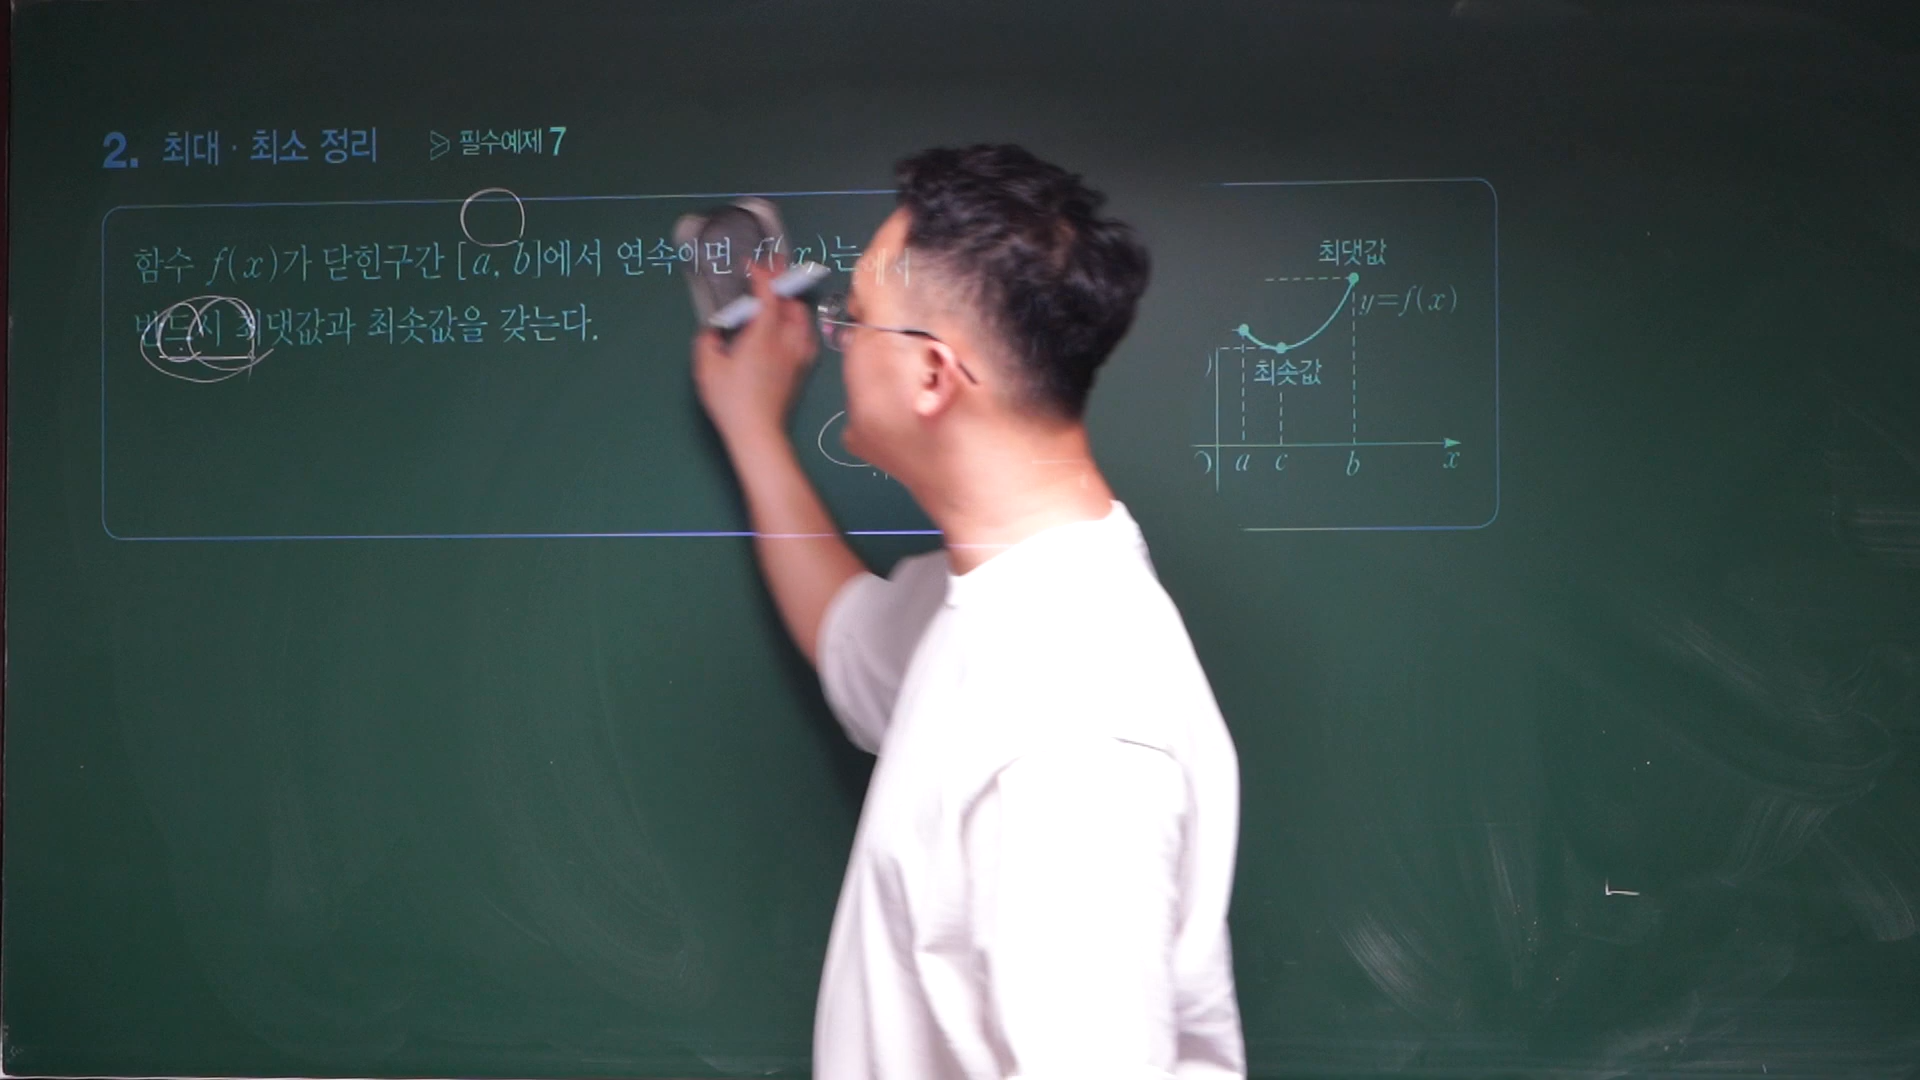 2. 최대 · 최소 정리 ≫ 필수예제 7
함수 f(x)가 닫힌구간 [a, b]에서 연속이면 f(x)는
반드시 최댓값과 최솟값을 갖는다.
최댓값
y=f(x)
최솟값
O a c b x